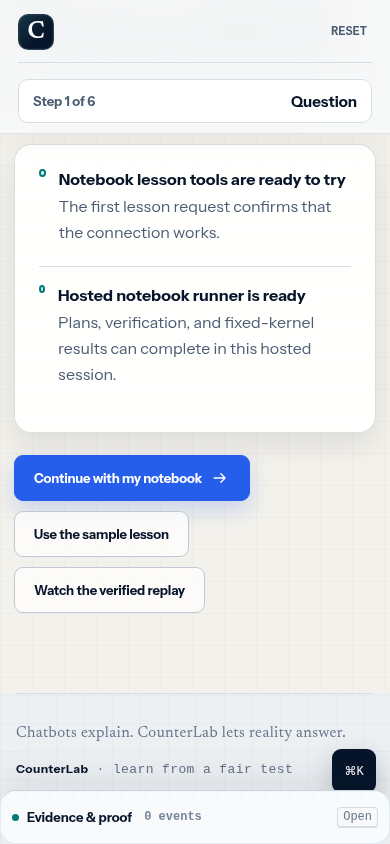 C
RESET
Step 1 of 6
Question
Notebook lesson tools are ready to try
The first lesson request confirms that
the connection works.
Hosted notebook runner is ready
Plans, verification, and fixed-kernel
results can complete in this hosted
session.
Continue with my notebook →
Use the sample lesson
Watch the verified replay
Chatbots explain. CounterLab lets reality answer.
CounterLab · learn from a fair test
⌘K
Evidence & proof 0 events
Open